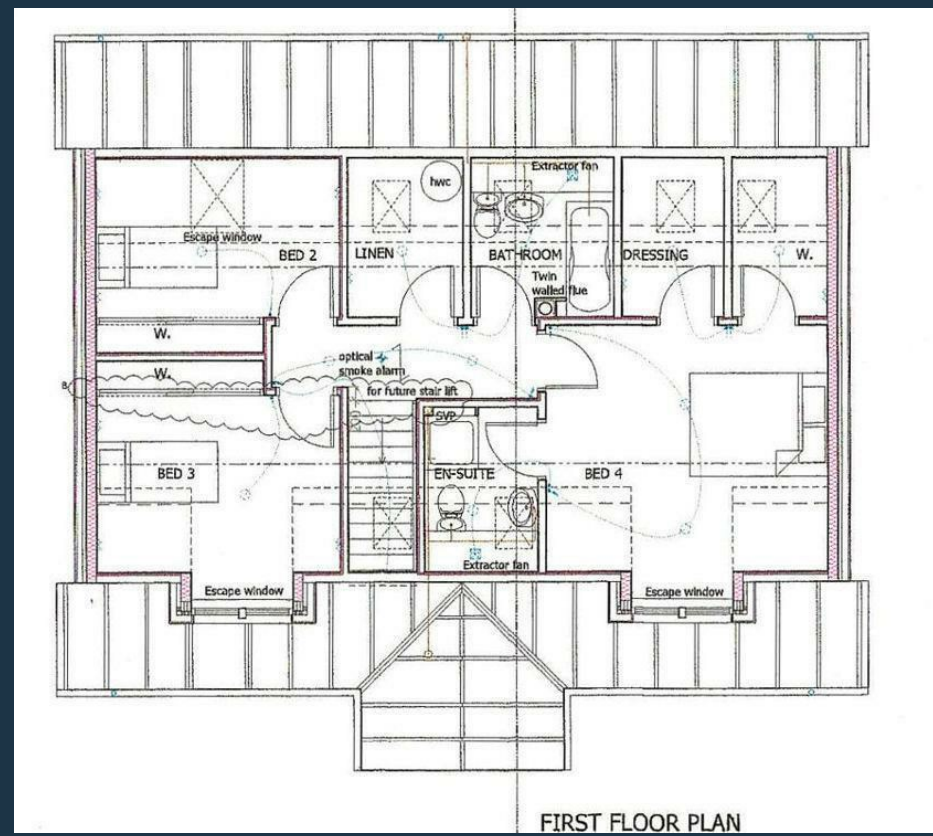 hwc
Extractor fan
Escape window
BED 2
LINEN
BATHROOM
DRESSING
W.
Twin
walled flue
W.
optical
smoke alarm
W.
for future stair lift
B
SVP
BED 3
EN-SUITE
BED 4
Extractor fan
Escape window
Escape window
FIRST FLOOR PLAN